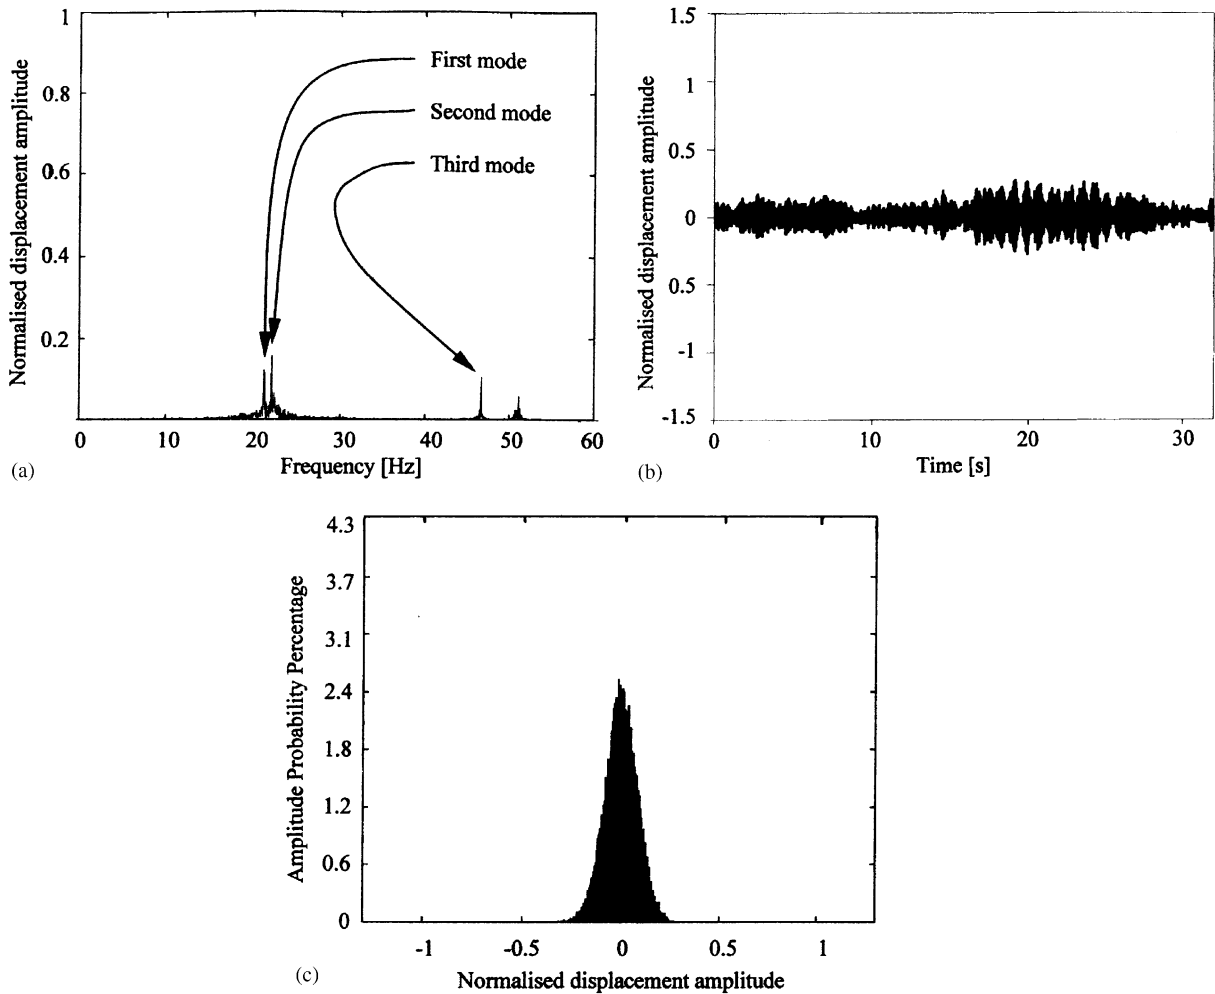 Normalised displacement amplitude
1
0.8
0.6
0.4
0.2
First mode
Second mode
Third mode
0 10 20 30 40 50 60
Frequency [Hz]
(a)
Normalised displacement amplitude
1.5
1
0.5
0
0.5
-1
-1.5
0 10 20 30
Time [s]
(b)
Amplitude Probability Percentage
4.3
3.7
3.1
2.4
1.8
1.2
0.6
0
-1 -0.5 0 0.5 1
Normalised displacement amplitude
(c)